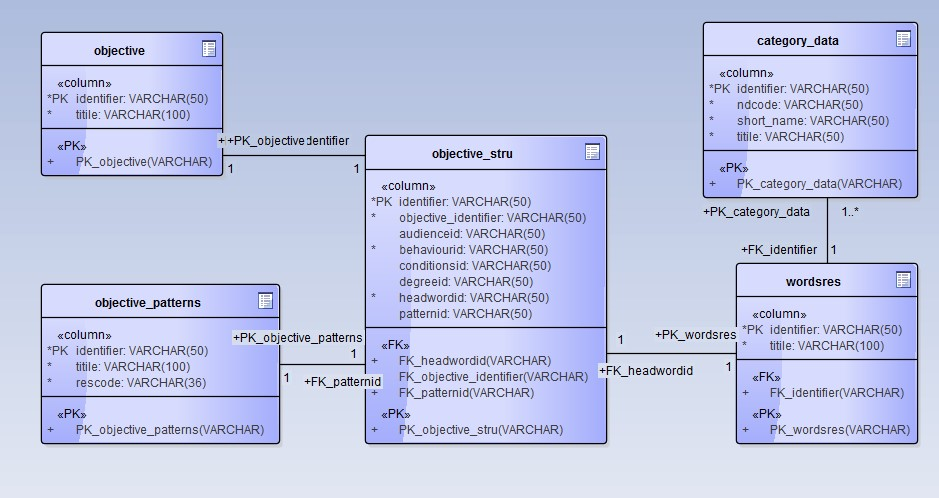 objective
«column»
*PK identifier: VARCHAR(50)
* titile: VARCHAR(100)
«PK»
+ PK_objective(VARCHAR)
category_data
«column»
*PK identifier: VARCHAR(50)
* ndcode: VARCHAR(50)
* short_name: VARCHAR(50)
* titile: VARCHAR(50)
«PK»
+ PK_category_data(VARCHAR)
++PK_objectivedentifier
1
1
objective_stru
«column»
*PK identifier: VARCHAR(50)
* objective_identifier: VARCHAR(50)
audienceid: VARCHAR(50)
* behaviourid: VARCHAR(50)
conditionsid: VARCHAR(50)
degreeid: VARCHAR(50)
* headwordid: VARCHAR(50)
patternid: VARCHAR(50)
«FK»
+ FK_headwordid(VARCHAR)
+ FK_objective_identifier(VARCHAR)
+ FK_patternid(VARCHAR)
«PK»
+ PK_objective_stru(VARCHAR)
+PK_category_data
1..*
+FK_identifier
1
objective_patterns
«column»
*PK identifier: VARCHAR(50)
* titile: VARCHAR(100)
* rescode: VARCHAR(36)
«PK»
+ PK_objective_patterns(VARCHAR)
+PK_objective_patterns
1
1
+FK_patternid
wordsres
«column»
*PK identifier: VARCHAR(50)
* titile: VARCHAR(100)
«FK»
+ FK_identifier(VARCHAR)
«PK»
+ PK_wordsres(VARCHAR)
1
+PK_wordsres
+FK_headwordid
1